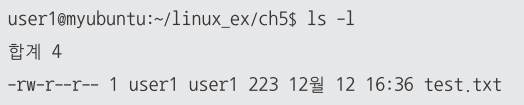 user1@myubuntu:~/linux_ex/ch5$ ls -l
합계 4
-rw-r--r-- 1 user1 user1 223 12월 12 16:36 test.txt